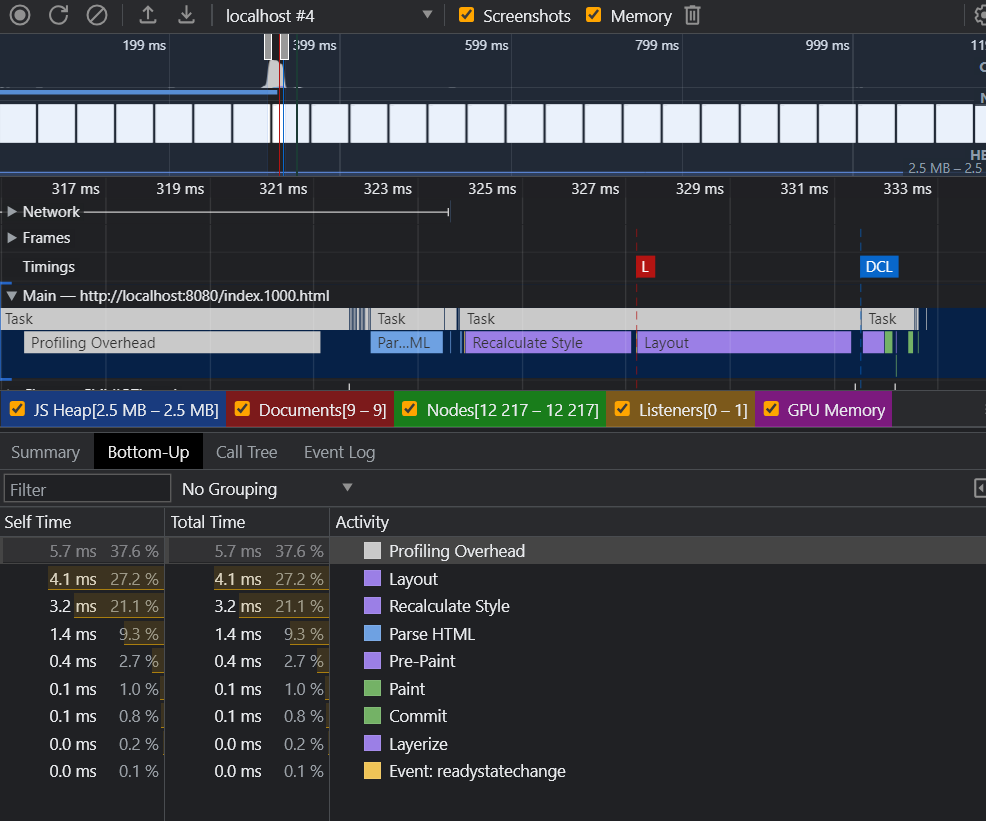 localhost #4 Screenshots Memory
199 ms 399 ms 599 ms 799 ms 999 ms
2.5 MB – 2.5
317 ms 319 ms 321 ms 323 ms 325 ms 327 ms 329 ms 331 ms 333 ms
Network
Frames
Timings L DCL
Main — http://localhost:8080/index.1000.html
Task Task Task Task
Profiling Overhead Par...ML Recalculate Style Layout
JS Heap[2.5 MB – 2.5 MB] Documents[9 – 9] Nodes[12 217 – 12 217] Listeners[0 – 1] GPU Memory
Summary Bottom-Up Call Tree Event Log
Filter No Grouping
Self Time Total Time Activity
5.7 ms 37.6 % 5.7 ms 37.6 % Profiling Overhead
4.1 ms 27.2 % 4.1 ms 27.2 % Layout
3.2 ms 21.1 % 3.2 ms 21.1 % Recalculate Style
1.4 ms 9.3 % 1.4 ms 9.3 % Parse HTML
0.4 ms 2.7 % 0.4 ms 2.7 % Pre-Paint
0.1 ms 1.0 % 0.1 ms 1.0 % Paint
0.1 ms 0.8 % 0.1 ms 0.8 % Commit
0.0 ms 0.2 % 0.0 ms 0.2 % Layerize
0.0 ms 0.1 % 0.0 ms 0.1 % Event: readystatechange